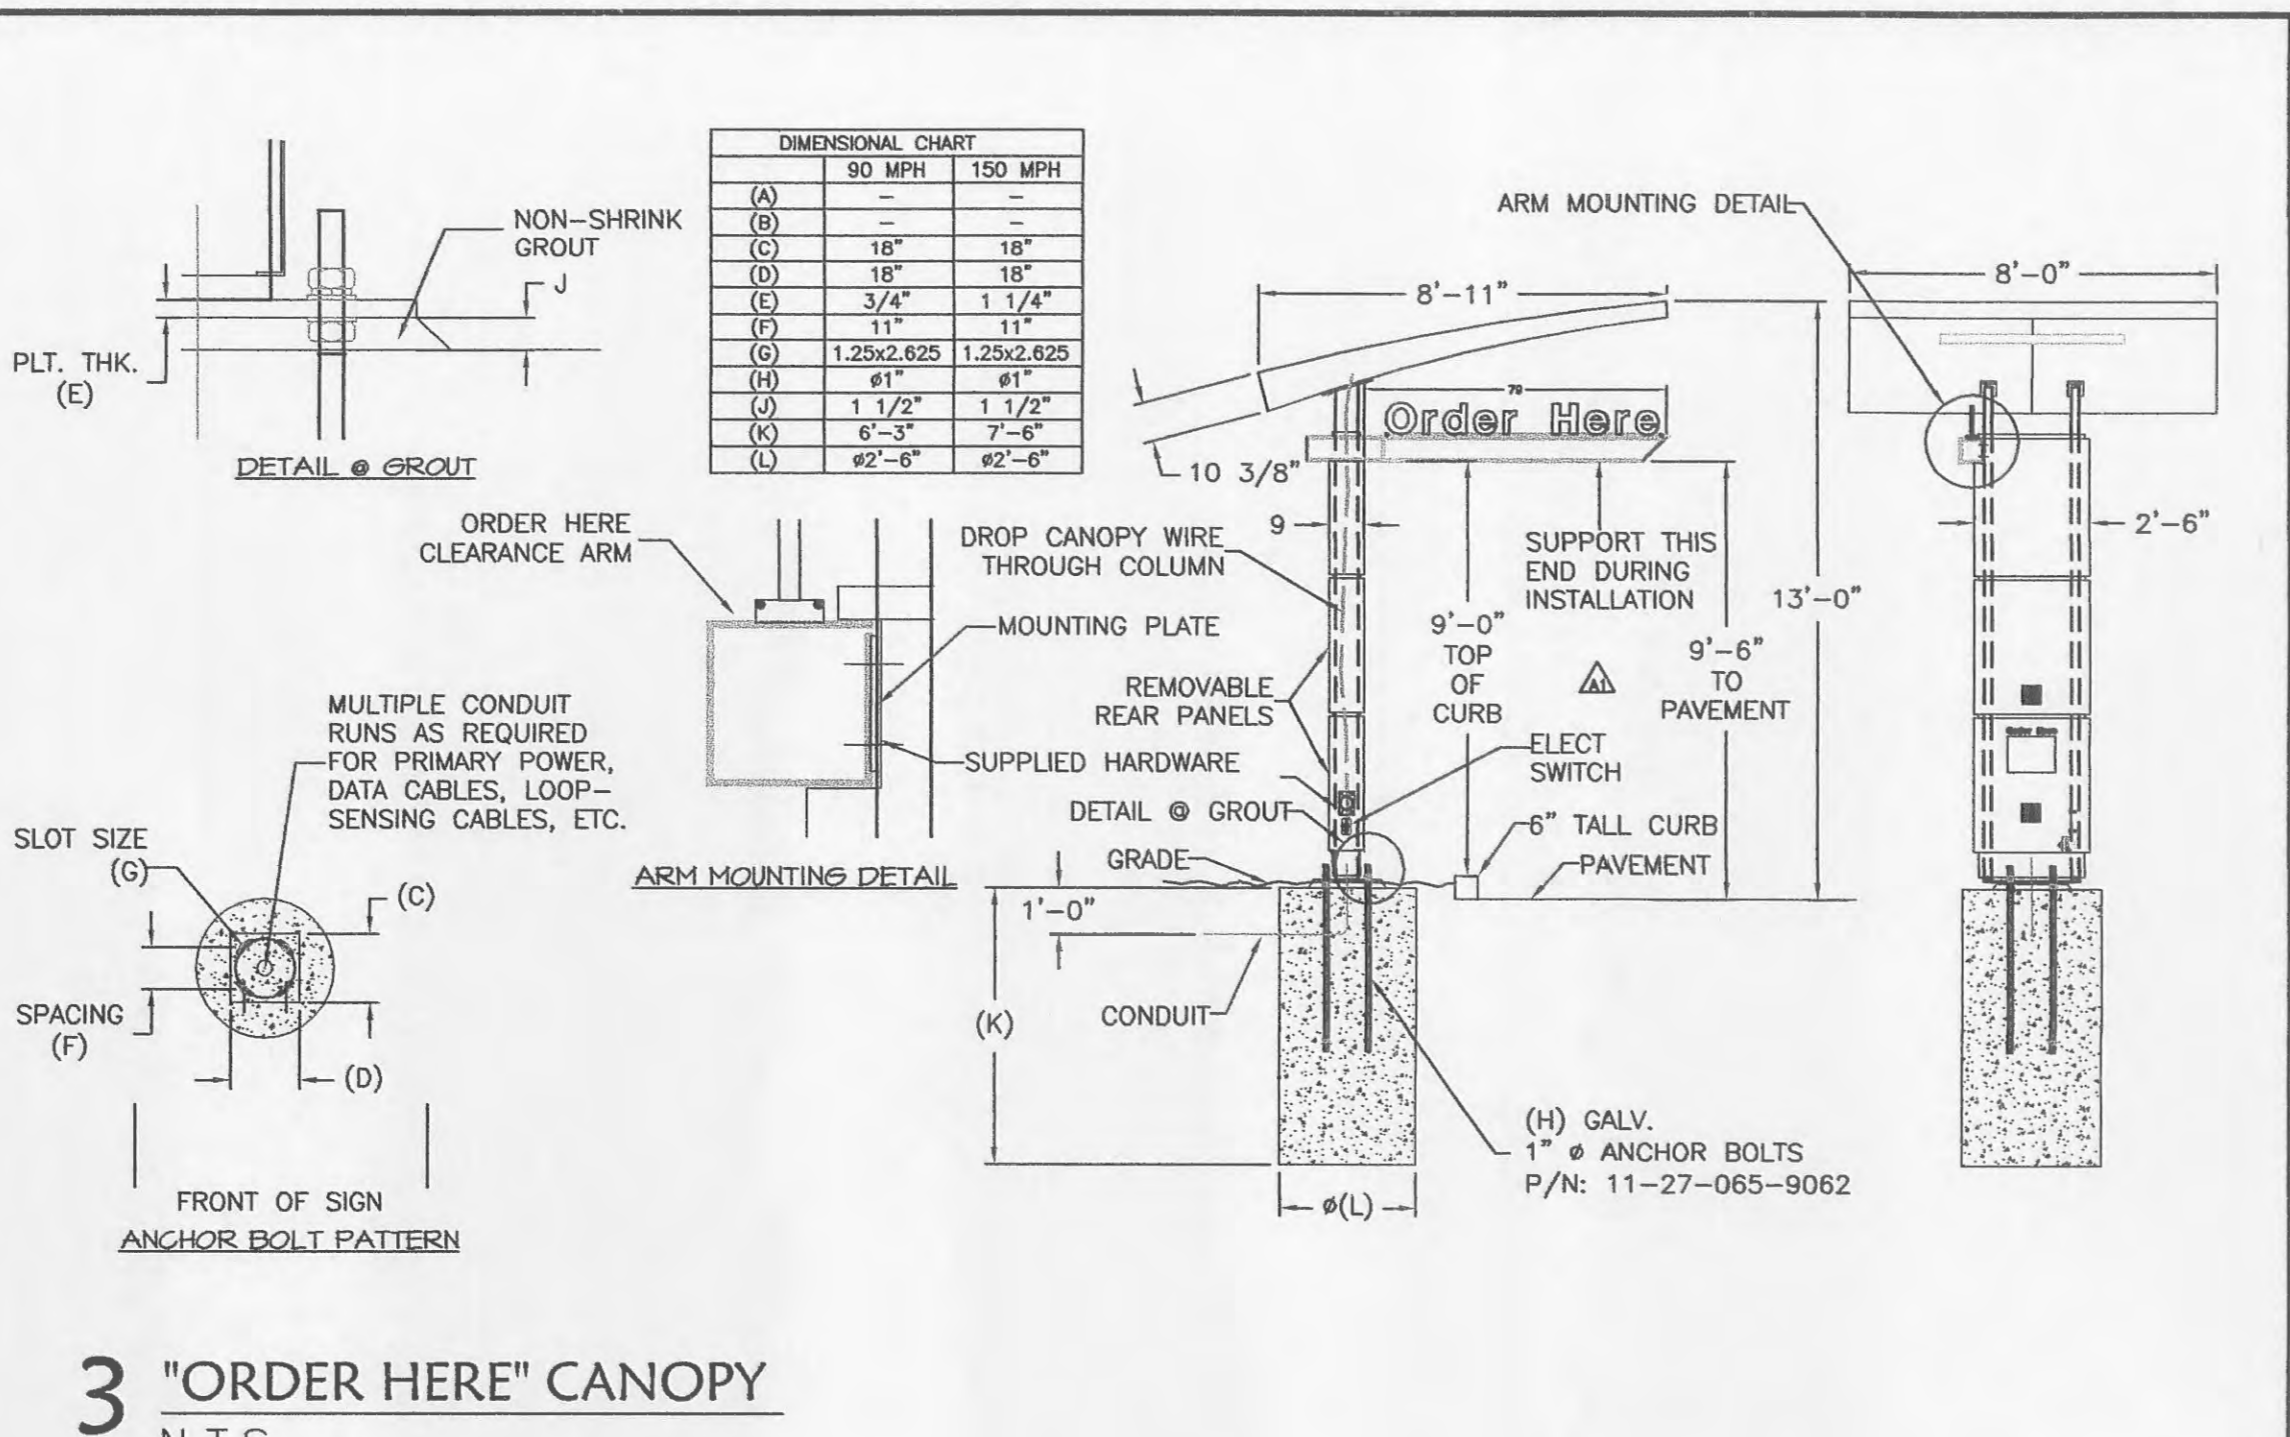 NON-SHRINK
GROUT
J
PLT. THK.
(E)
DETAIL @ GROUT
DIMENSIONAL CHART
90 MPH 150 MPH
(A) - -
(B) - -
(C) 18" 18"
(D) 18" 18"
(E) 3/4" 1 1/4"
(F) 11" 11"
(G) 1.25x2.625 1.25x2.625
(H) ø1" ø1"
(J) 1 1/2" 1 1/2"
(K) 6'-3" 7'-6"
(L) ø2'-6" ø2'-6"
ORDER HERE
CLEARANCE ARM
MOUNTING PLATE
SUPPLIED HARDWARE
ARM MOUNTING DETAIL
MULTIPLE CONDUIT
RUNS AS REQUIRED
FOR PRIMARY POWER,
DATA CABLES, LOOP-
SENSING CABLES, ETC.
SLOT SIZE
(G)
(C)
SPACING
(F)
(D)
FRONT OF SIGN
ANCHOR BOLT PATTERN
ARM MOUNTING DETAIL
8'-11"
8'-0"
79
Order Here
10 3/8"
9
DROP CANOPY WIRE
THROUGH COLUMN
SUPPORT THIS
END DURING
INSTALLATION
2'-6"
13'-0"
9'-0"
TOP
OF
CURB
9'-6"
TO
PAVEMENT
A1
REMOVABLE
REAR PANELS
ELECT
SWITCH
Order Here
DETAIL @ GROUT
6" TALL CURB
GRADE
PAVEMENT
1'-0"
(K)
CONDUIT
(H) GALV.
1" ø ANCHOR BOLTS
P/N: 11-27-065-9062
ø(L)
3 "ORDER HERE" CANOPY
N.T.S.